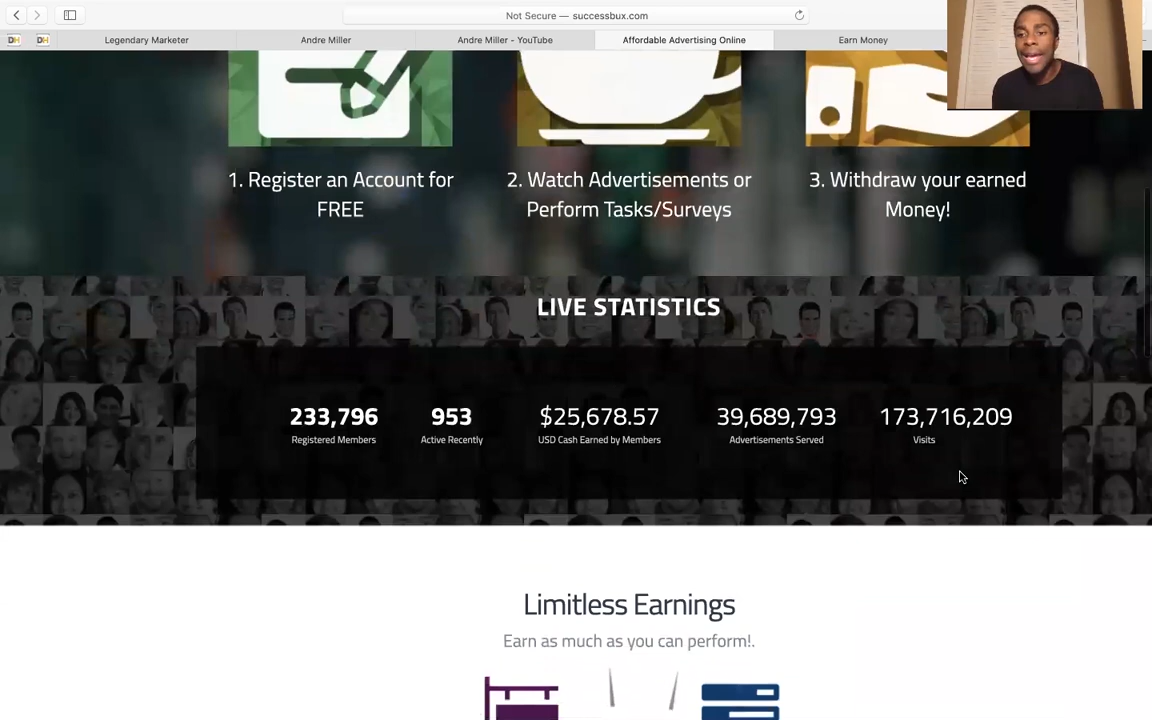 Not Secure — successbux.com
DH
DH
Legendary Marketer
Andre Miller
Andre Miller - YouTube
Affordable Advertising Online
Earn Money
1. Register an Account for
FREE
2. Watch Advertisements or
Perform Tasks/Surveys
3. Withdraw your earned
Money!
LIVE STATISTICS
233,796
Registered Members
953
Active Recently
$25,678.57
USD Cash Earned by Members
39,689,793
Advertisements Served
173,716,209
Visits
Limitless Earnings
Earn as much as you can perform!.